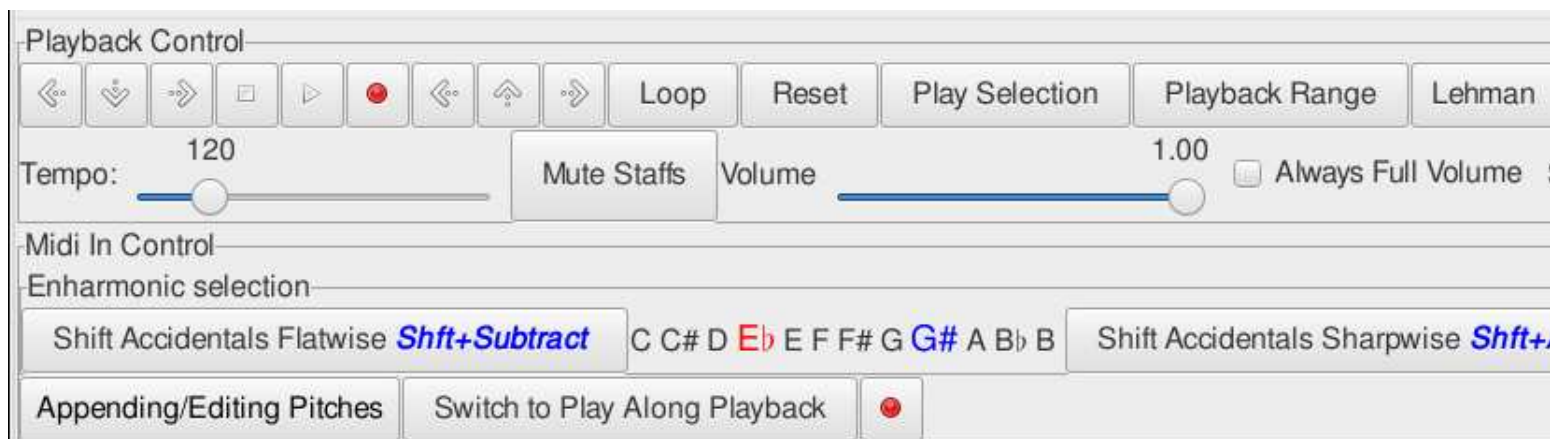 Playback Control
Loop Reset Play Selection Playback Range Lehman
120 1.00
Tempo: Mute Staffs Volume Always Full Volume
Midi In Control
Enharmonic selection
Shift Accidentals Flatwise Shft+Subtract C C# D E♭ E F F# G G# A B♭ B Shift Accidentals Sharpwise Shft+
Appending/Editing Pitches Switch to Play Along Playback